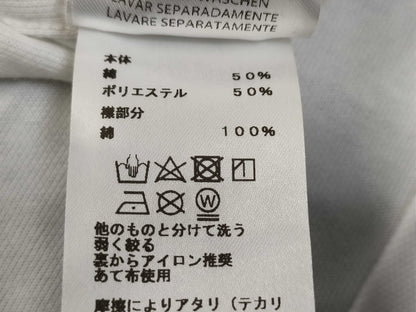 LAVAR SEPARADAMENTE
LAVARE SEPARATAMENTE
本体
綿 50%
ポリエステル 50%
襟部分
綿 100%
W
他のものと分けて洗う
弱く絞る
裏からアイロン推奨
あて布使用
摩擦によりアタリ(テカリ